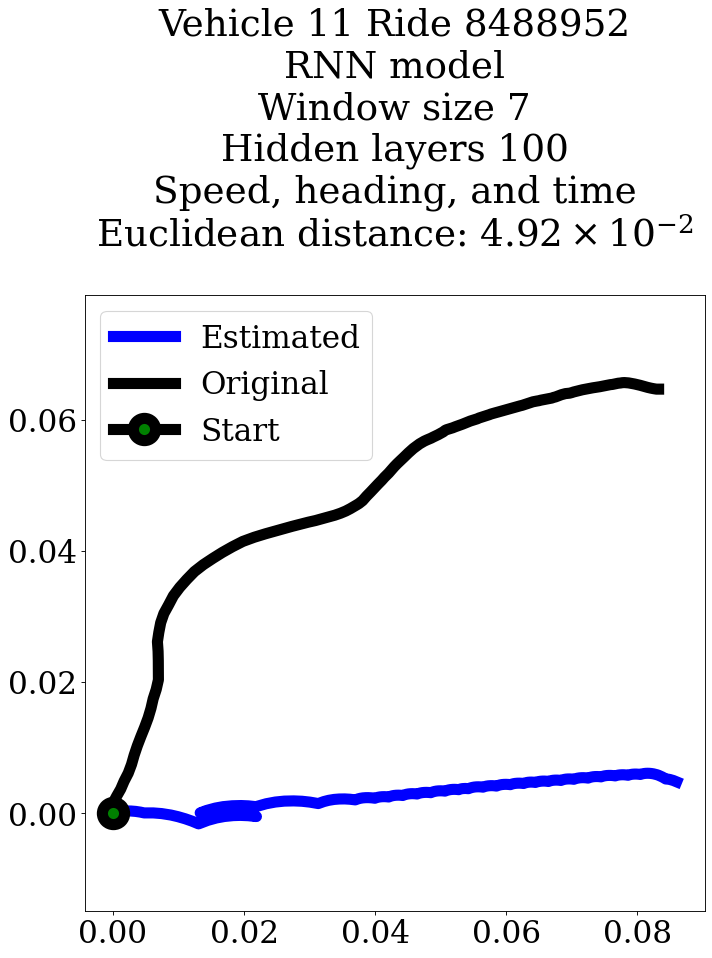 Vehicle 11 Ride 8488952
RNN model
Window size 7
Hidden layers 100
Speed, heading, and time
Euclidean distance: 4.92 × 10⁻²
Estimated
Original
Start
0.06
0.04
0.02
0.00
0.00 0.02 0.04 0.06 0.08